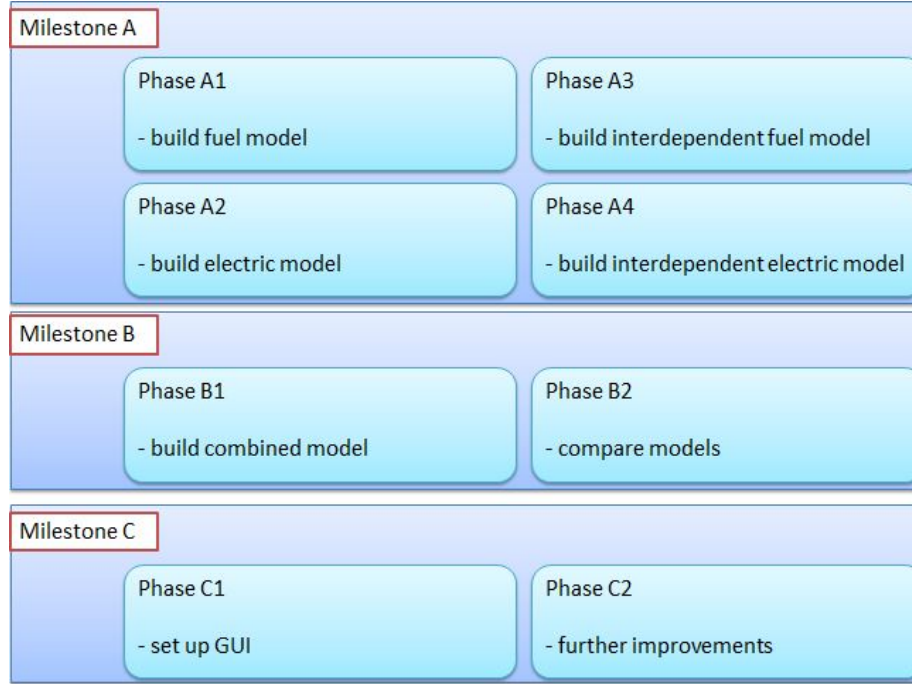 Milestone A
Phase A1
- build fuel model
Phase A3
- build interdependent fuel model
Phase A2
- build electric model
Phase A4
- build interdependent electric model
Milestone B
Phase B1
- build combined model
Phase B2
- compare models
Milestone C
Phase C1
- set up GUI
Phase C2
- further improvements